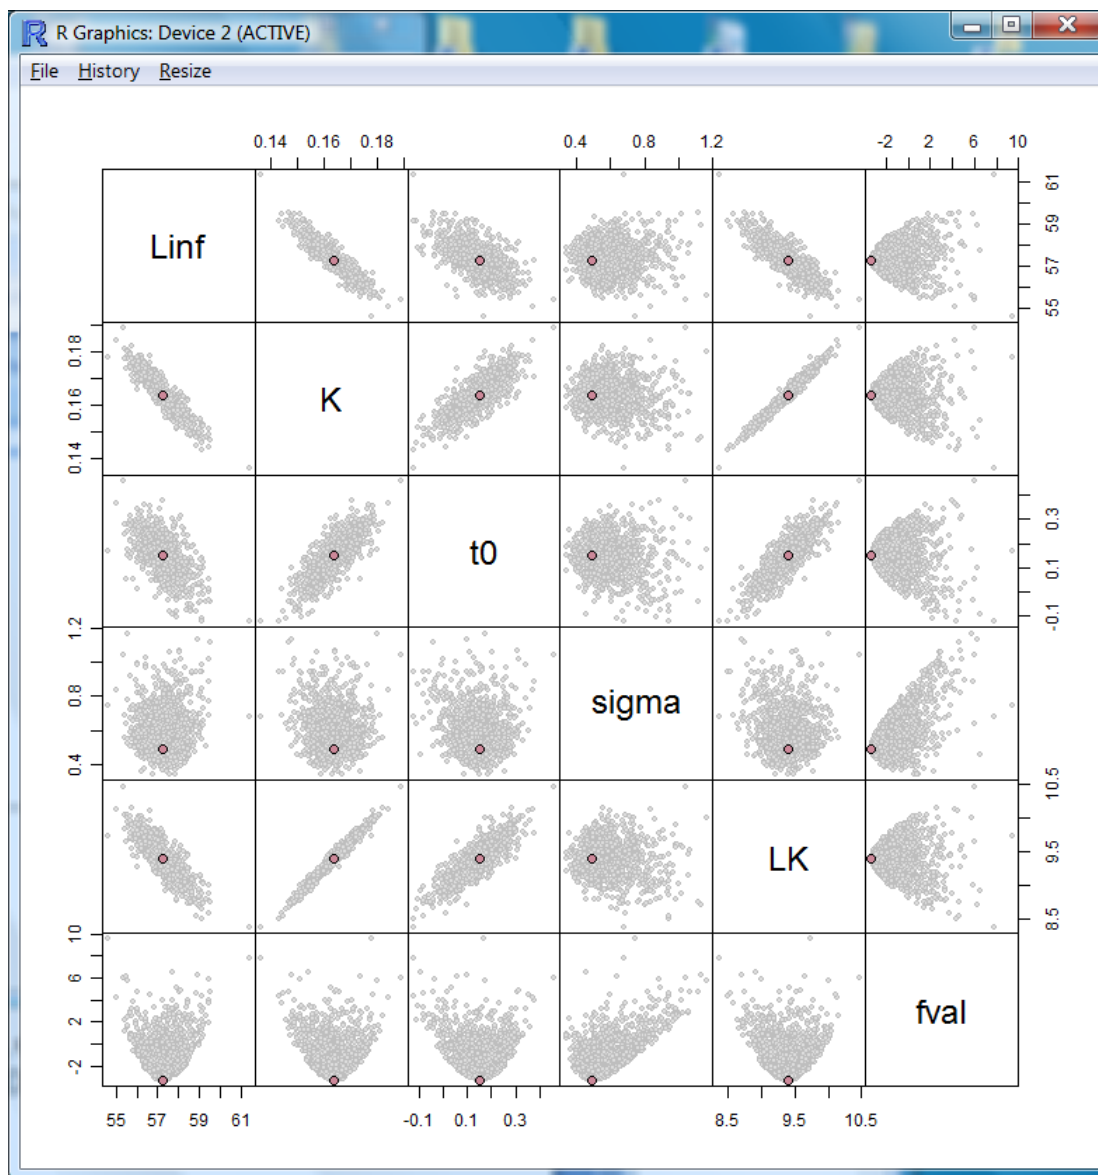 R Graphics: Device 2 (ACTIVE)
File History Resize
0.14 0.16 0.18 0.4 0.8 1.2 -2 2 6 10
Linf 55 57 59 61
0.14 0.16 0.18 K
t0 -0.1 0.1 0.3
0.4 0.8 1.2 sigma
LK 8.5 9.5 10.5
-2 2 6 10 fval
55 57 59 61 -0.1 0.1 0.3 8.5 9.5 10.5